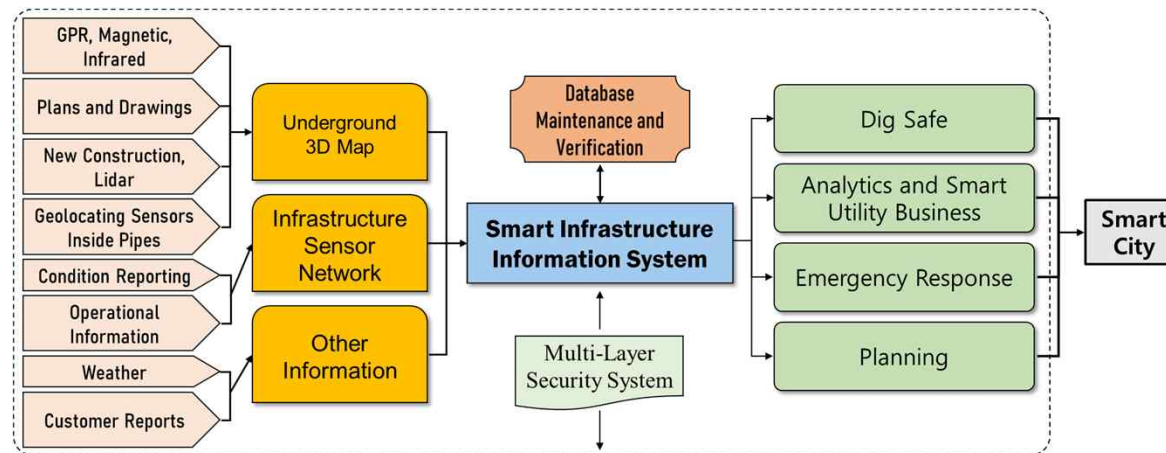 GPR, Magnetic,
Infrared
Plans and Drawings
New Construction,
Lidar
Geolocating Sensors
Inside Pipes
Condition Reporting
Operational
Information
Weather
Customer Reports
Underground
3D Map
Infrastructure
Sensor
Network
Other
Information
Database
Maintenance and
Verification
Smart Infrastructure
Information System
Multi-Layer
Security System
Dig Safe
Analytics and Smart
Utility Business
Emergency Response
Planning
Smart
City